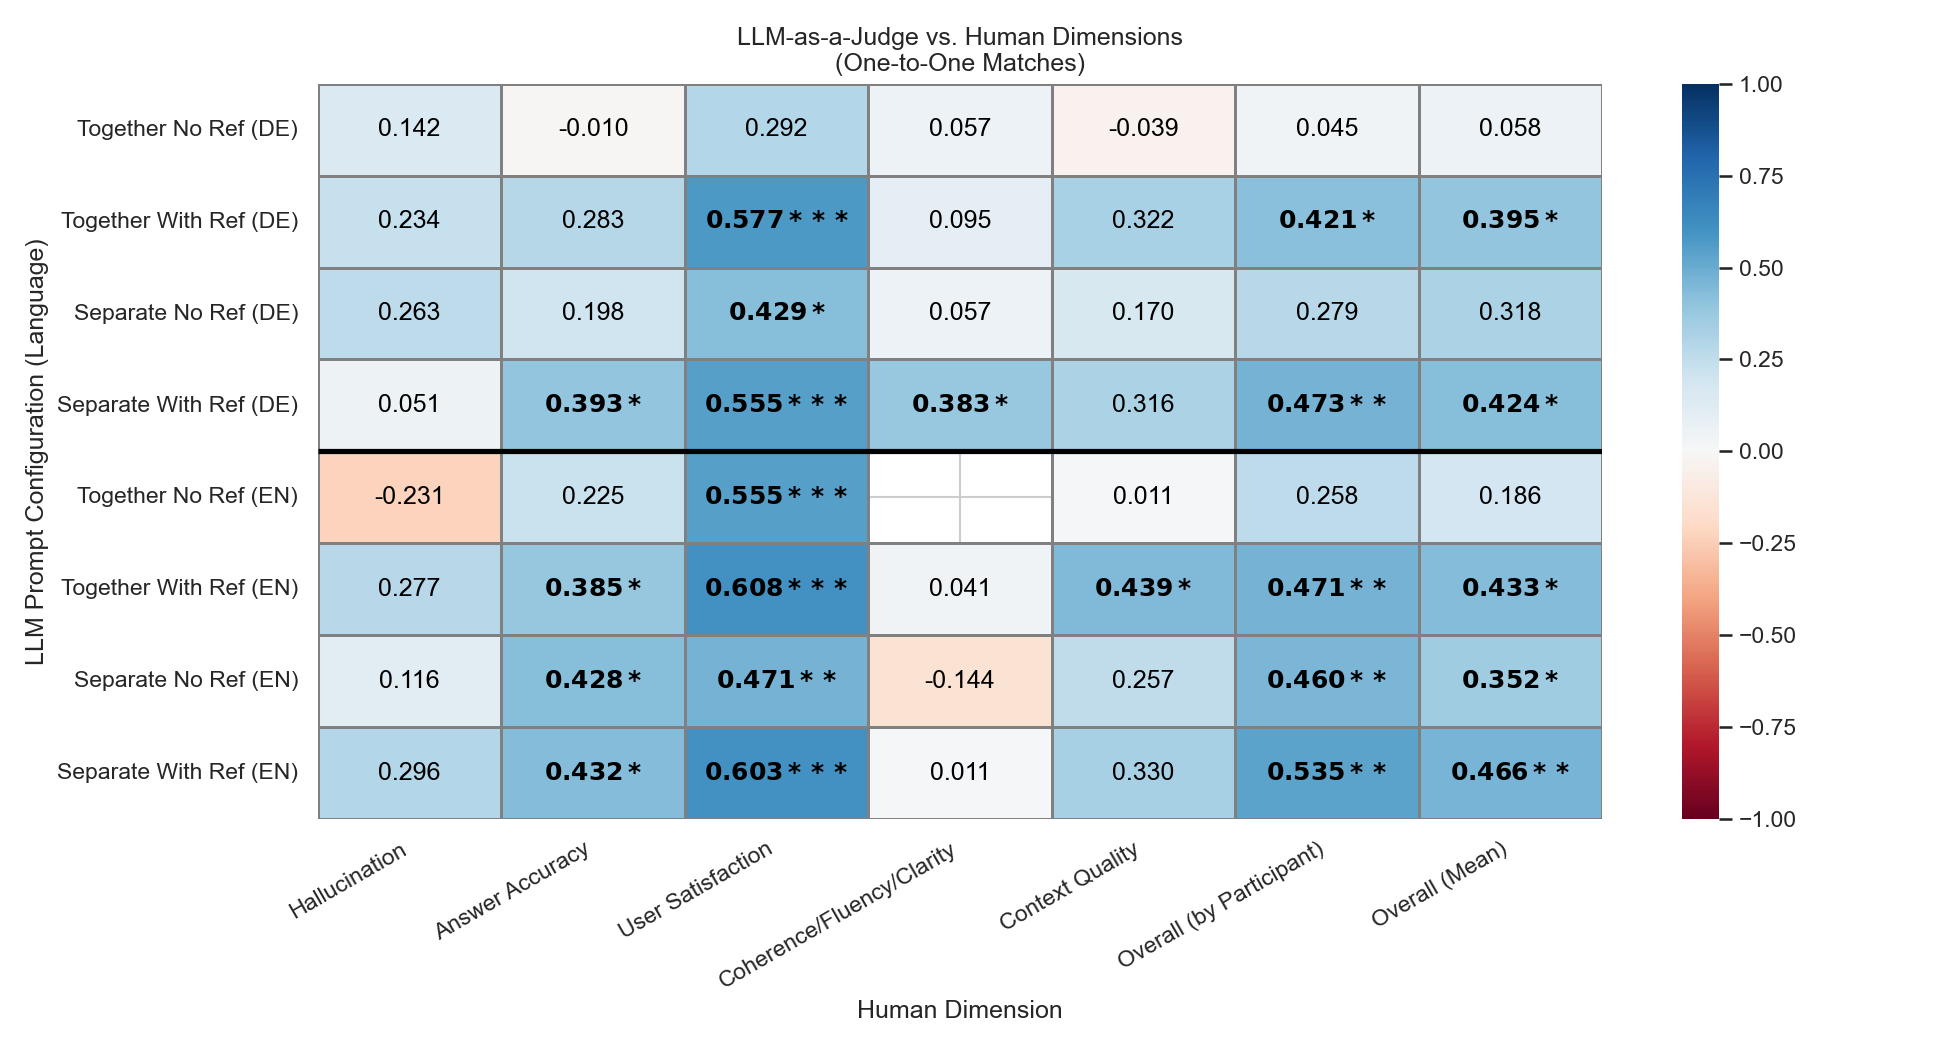 LLM-as-a-Judge vs. Human Dimensions
(One-to-One Matches)
LLM Prompt Configuration (Language)
Together No Ref (DE) 0.142 -0.010 0.292 0.057 -0.039 0.045 0.058
Together With Ref (DE) 0.234 0.283 0.577*** 0.095 0.322 0.421* 0.395*
Separate No Ref (DE) 0.263 0.198 0.429* 0.057 0.170 0.279 0.318
Separate With Ref (DE) 0.051 0.393* 0.555*** 0.383* 0.316 0.473** 0.424*
Together No Ref (EN) -0.231 0.225 0.555*** 0.011 0.258 0.186
Together With Ref (EN) 0.277 0.385* 0.608*** 0.041 0.439* 0.471** 0.433*
Separate No Ref (EN) 0.116 0.428* 0.471** -0.144 0.257 0.460** 0.352*
Separate With Ref (EN) 0.296 0.432* 0.603*** 0.011 0.330 0.535** 0.466**
Hallucination
Answer Accuracy
User Satisfaction
Coherence/Fluency/Clarity
Context Quality
Overall (by Participant)
Overall (Mean)
Human Dimension
1.00
0.75
0.50
0.25
0.00
−0.25
−0.50
−0.75
−1.00